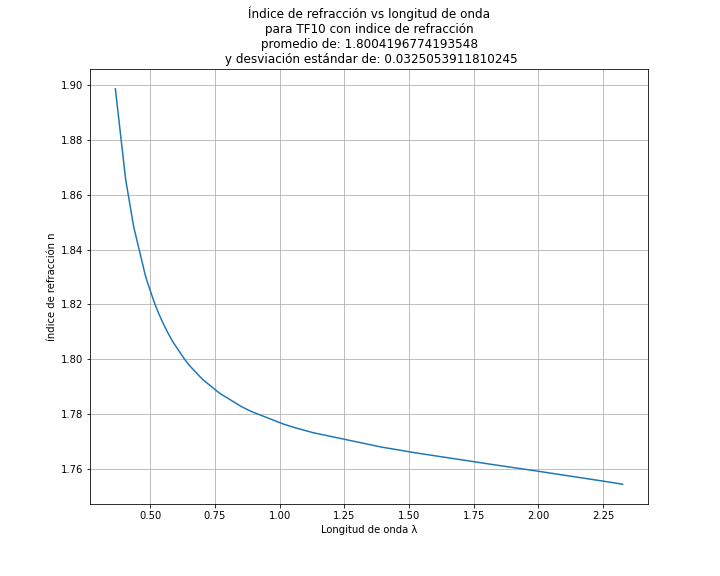 Índice de refracción vs longitud de onda
para TF10 con indice de refracción
promedio de: 1.8004196774193548
y desviación estándar de: 0.0325053911810245
1.90
1.88
1.86
1.84
1.82
1.80
1.78
1.76
índice de refracción n
0.50 0.75 1.00 1.25 1.50 1.75 2.00 2.25
Longitud de onda λ